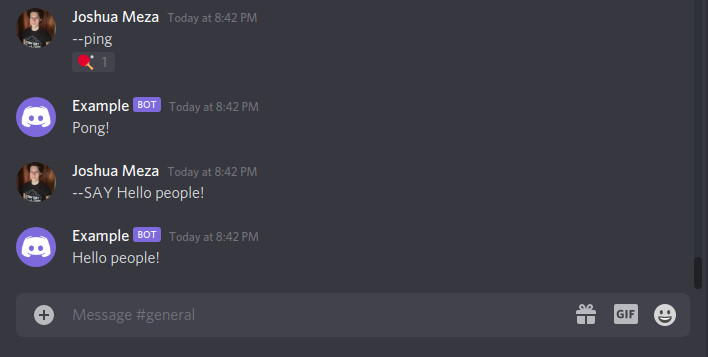 Joshua Meza Today at 8:42 PM
--ping
1
Example BOT Today at 8:42 PM
Pong!
Joshua Meza Today at 8:42 PM
--SAY Hello people!
Example BOT Today at 8:42 PM
Hello people!
Message #general GIF